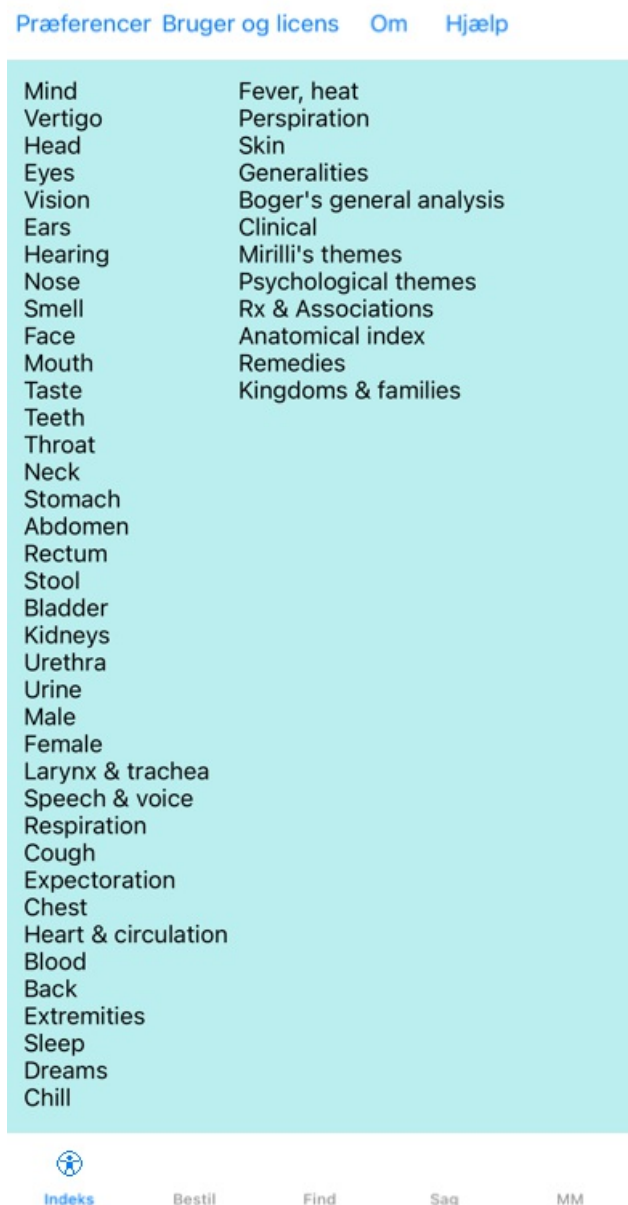 Præferencer Bruger og licens Om Hjælp
Mind
Vertigo
Head
Eyes
Vision
Ears
Hearing
Nose
Smell
Face
Mouth
Taste
Teeth
Throat
Neck
Stomach
Abdomen
Rectum
Stool
Bladder
Kidneys
Urethra
Urine
Male
Female
Larynx & trachea
Speech & voice
Respiration
Cough
Expectoration
Chest
Heart & circulation
Blood
Back
Extremities
Sleep
Dreams
Chill
Fever, heat
Perspiration
Skin
Generalities
Boger's general analysis
Clinical
Mirilli's themes
Psychological themes
Rx & Associations
Anatomical index
Remedies
Kingdoms & families
Indeks Bestil Find Sag MM